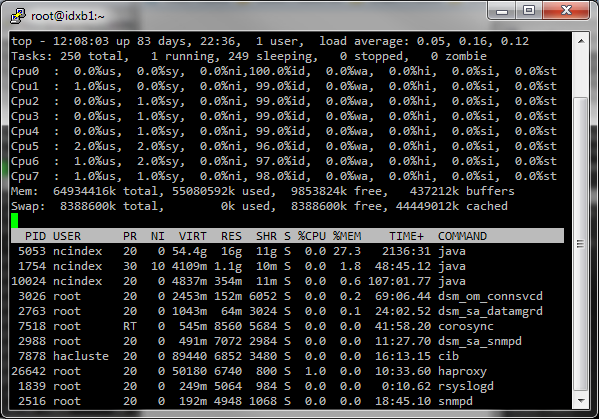 root@idxb1:~
top - 12:08:03 up 83 days, 22:36,  1 user,  load average: 0.05, 0.16, 0.12
Tasks: 250 total,   1 running, 249 sleeping,   0 stopped,   0 zombie
Cpu0  :  0.0%us,  0.0%sy,  0.0%ni,100.0%id,  0.0%wa,  0.0%hi,  0.0%si,  0.0%st
Cpu1  :  1.0%us,  0.0%sy,  0.0%ni, 99.0%id,  0.0%wa,  0.0%hi,  0.0%si,  0.0%st
Cpu2  :  0.0%us,  1.0%sy,  0.0%ni, 99.0%id,  0.0%wa,  0.0%hi,  0.0%si,  0.0%st
Cpu3  :  0.0%us,  1.0%sy,  0.0%ni, 99.0%id,  0.0%wa,  0.0%hi,  0.0%si,  0.0%st
Cpu4  :  0.0%us,  1.0%sy,  0.0%ni, 99.0%id,  0.0%wa,  0.0%hi,  0.0%si,  0.0%st
Cpu5  :  2.0%us,  2.0%sy,  0.0%ni, 96.0%id,  0.0%wa,  0.0%hi,  0.0%si,  0.0%st
Cpu6  :  1.0%us,  2.0%sy,  0.0%ni, 97.0%id,  0.0%wa,  0.0%hi,  0.0%si,  0.0%st
Cpu7  :  1.0%us,  1.0%sy,  0.0%ni, 98.0%id,  0.0%wa,  0.0%hi,  0.0%si,  0.0%st
Mem:  64934416k total, 55080592k used,  9853824k free,   437212k buffers
Swap:  8388600k total,        0k used,  8388600k free, 44449012k cached
PID USER      PR  NI  VIRT  RES  SHR S %CPU %MEM    TIME+  COMMAND
5053 ncindex   20   0 54.4g  16g  11g S  0.0 27.3   2136:31 java
1754 ncindex   30  10 4109m 1.1g  10m S  0.0  1.8  48:45.12 java
10024 ncindex   20   0 4837m 354m  11m S  0.0  0.6 107:01.77 java
3026 root      20   0 2453m 152m 6052 S  0.0  0.2  69:06.44 dsm_om_connsvcd
2763 root      20   0 1043m  64m 3024 S  0.0  0.1  24:02.52 dsm_sa_datamgrd
7518 root      RT   0  545m 8560 5684 S  0.0  0.0  41:58.20 corosync
2988 root      20   0  491m 7072 2984 S  0.0  0.0  11:27.70 dsm_sa_snmpd
7878 hacluste  20   0 89440 6852 3480 S  0.0  0.0  16:13.15 cib
26642 root      20   0 50180 6740  800 S  1.0  0.0  10:33.60 haproxy
1839 root      20   0  249m 5064  984 S  0.0  0.0   0:10.62 rsyslogd
2516 root      20   0  192m 4948 1068 S  0.0  0.0  18:45.10 snmpd